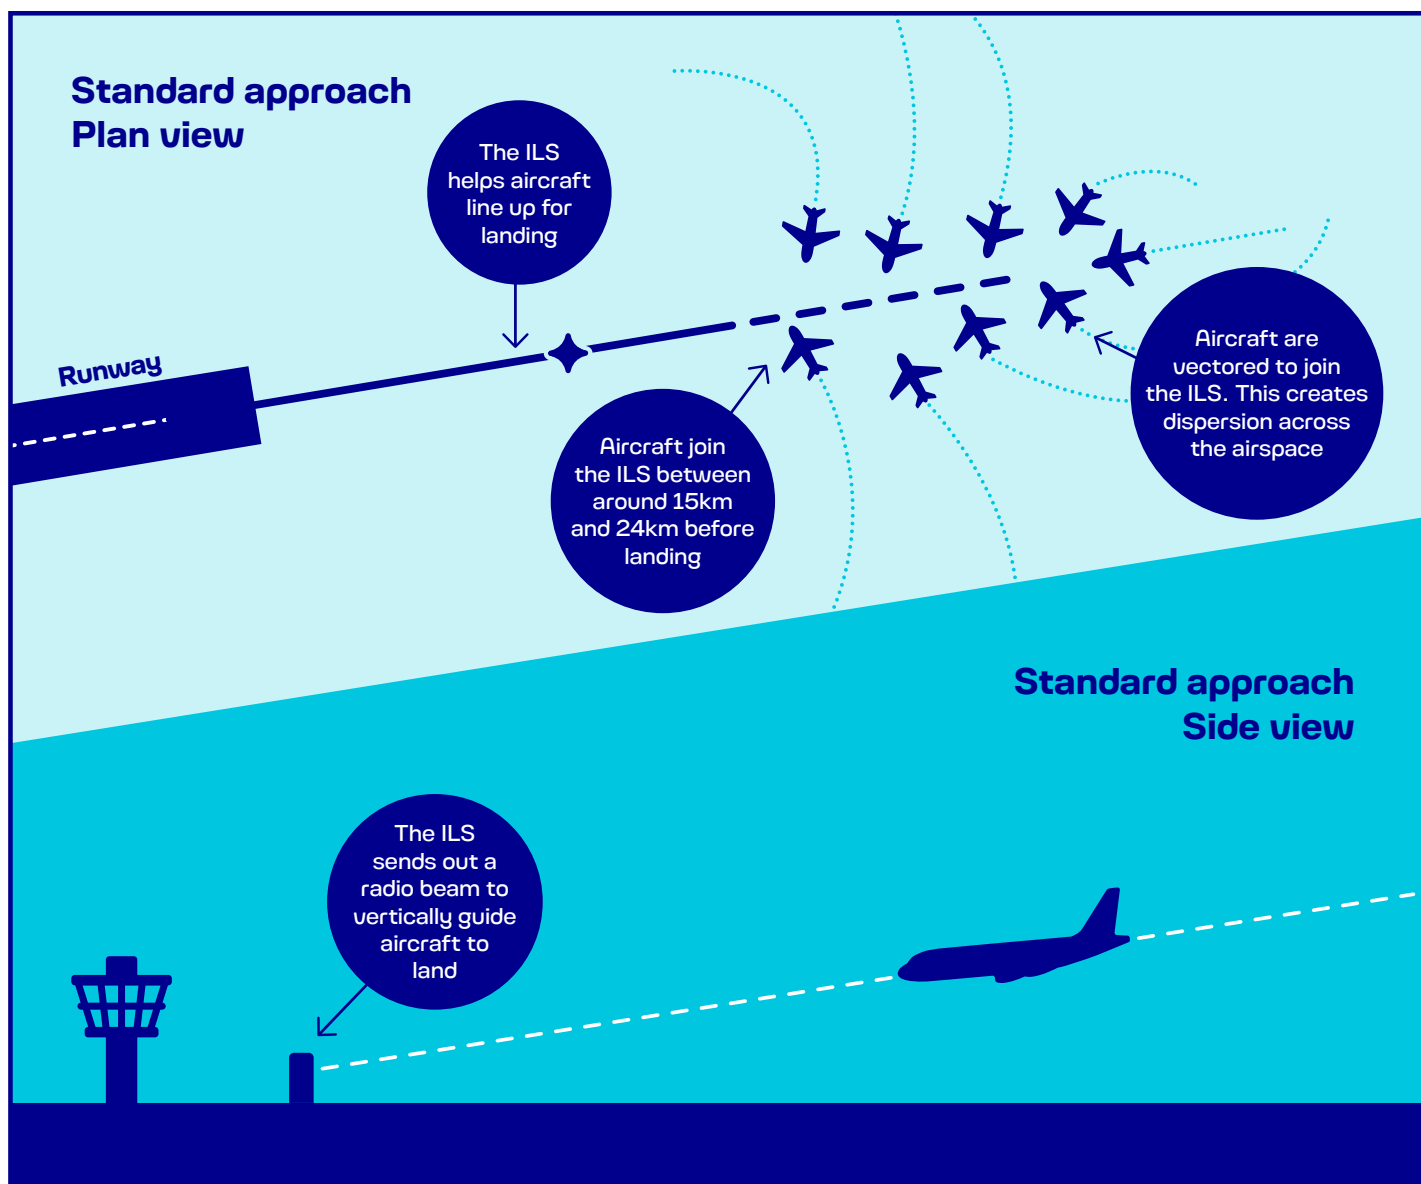 Standard approach
Plan view
The ILS
helps aircraft
line up for
landing
Runway
Aircraft are
vectored to join
the ILS. This creates
dispersion across
the airspace
Aircraft join
the ILS between
around 15km
and 24km before
landing
Standard approach
Side view
The ILS
sends out a
radio beam to
vertically guide
aircraft to
land